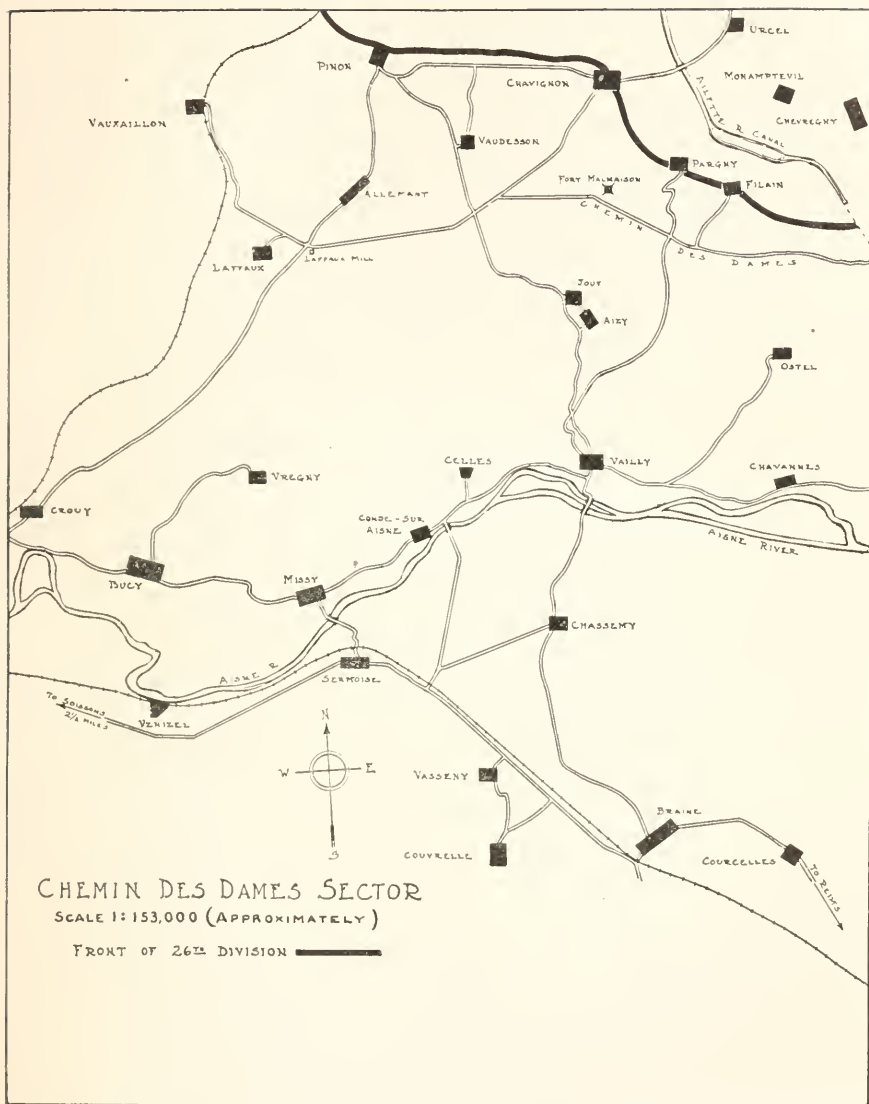 URCEL
PINON
CHAVIGNON
MONAMPTEVIL
CHEVREGNY
VAUXAILLON
AILETTE R CANAL
VAUDESSON
PARGNY
FORT MALMAISON
FILAIN
ALLEMANT
CHEMIN DES DAMES
LAFFAUX
LAFFAUX MILL
JOUY
AIZY
OSTEL
CELLES
VAILLY
VREGNY
CHAVANNES
CROUY
CONDE-SUR
AISNE
AISNE RIVER
BUCY
MISSY
CHASSEMY
AISNE R
SERMOISE
VENIZEL
TO SOISSONS
2½ MILES
N
W
E
S
VASSENY
BRAINE
COUVRELLE
COURCELLES
TO REIMS
CHEMIN DES DAMES SECTOR
SCALE 1:153,000 (APPROXIMATELY)
FRONT OF 26TH DIVISION